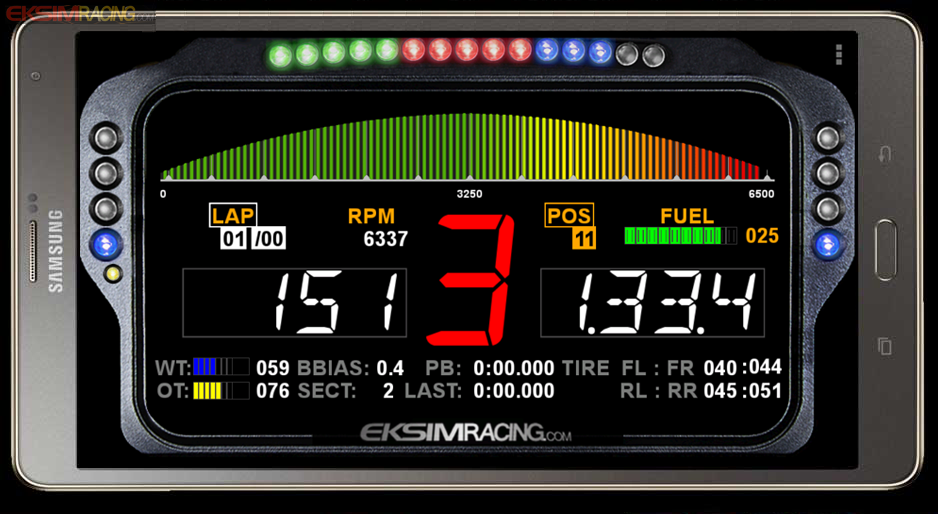 EKSIMRACING.com
0 3250 6500
LAP RPM POS FUEL
01 /00 6337 3 11 025
151 1.33.4
WT: 059 BBIAS: 0.4 PB: 0:00.000 TIRE FL : FR 040 :044
OT: 076 SECT: 2 LAST: 0:00.000 RL : RR 045 :051
EKSIMRACING.COM
SAMSUNG